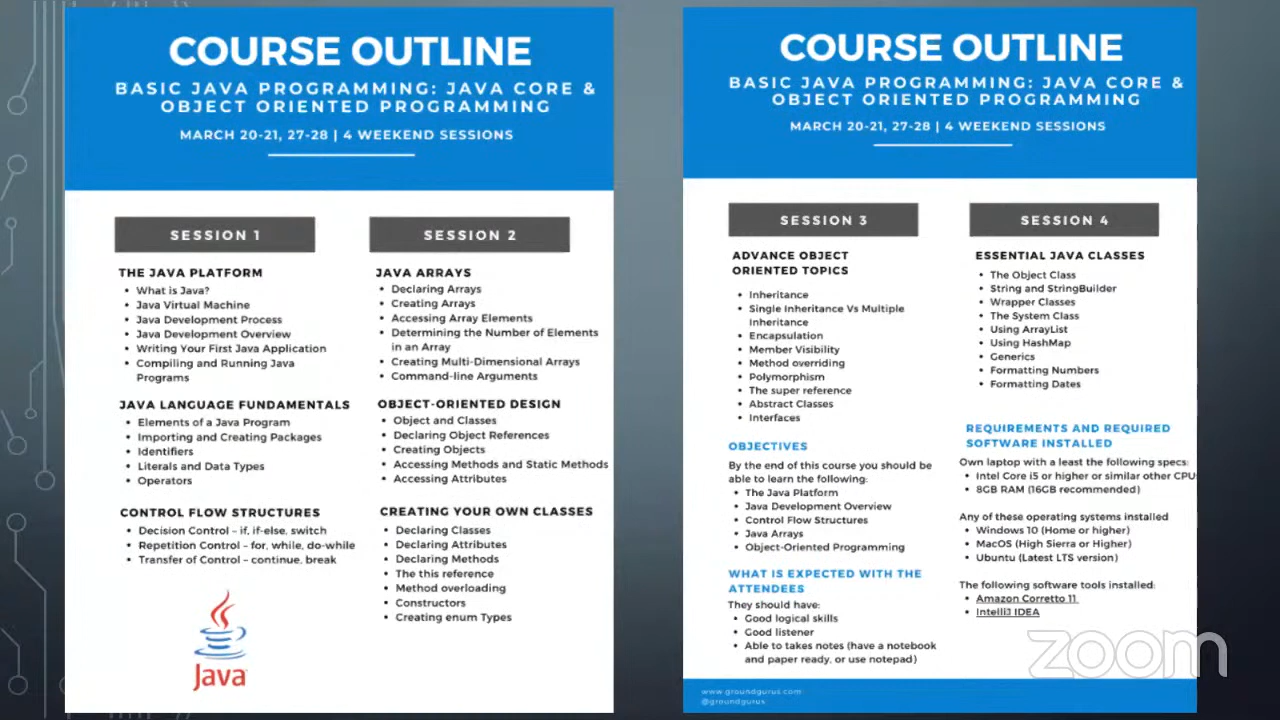 COURSE OUTLINE
BASIC JAVA PROGRAMMING: JAVA CORE &
OBJECT ORIENTED PROGRAMMING
MARCH 20-21, 27-28 | 4 WEEKEND SESSIONS
SESSION 1
THE JAVA PLATFORM
• What is Java?
• Java Virtual Machine
• Java Development Process
• Java Development Overview
• Writing Your First Java Application
• Compiling and Running Java
Programs
JAVA LANGUAGE FUNDAMENTALS
• Elements of a Java Program
• Importing and Creating Packages
• Identifiers
• Literals and Data Types
• Operators
CONTROL FLOW STRUCTURES
• Decision Control – if, if-else, switch
• Repetition Control – for, while, do-while
• Transfer of Control – continue, break
Java
SESSION 2
JAVA ARRAYS
• Declaring Arrays
• Creating Arrays
• Accessing Array Elements
• Determining the Number of Elements
in an Array
• Creating Multi-Dimensional Arrays
• Command-line Arguments
OBJECT-ORIENTED DESIGN
• Object and Classes
• Declaring Object References
• Creating Objects
• Accessing Methods and Static Methods
• Accessing Attributes
CREATING YOUR OWN CLASSES
• Declaring Classes
• Declaring Attributes
• Declaring Methods
• The this reference
• Method overloading
• Constructors
• Creating enum Types
COURSE OUTLINE
BASIC JAVA PROGRAMMING: JAVA CORE &
OBJECT ORIENTED PROGRAMMING
MARCH 20-21, 27-28 | 4 WEEKEND SESSIONS
SESSION 3
ADVANCE OBJECT
ORIENTED TOPICS
• Inheritance
• Single Inheritance Vs Multiple
Inheritance
• Encapsulation
• Member Visibility
• Method overriding
• Polymorphism
• The super reference
• Abstract Classes
• Interfaces
OBJECTIVES
By the end of this course you should be
able to learn the following:
• The Java Platform
• Java Development Overview
• Control Flow Structures
• Java Arrays
• Object-Oriented Programming
WHAT IS EXPECTED WITH THE
ATTENDEES
They should have:
• Good logical skills
• Good listener
• Able to takes notes (have a notebook
and paper ready, or use notepad)
SESSION 4
ESSENTIAL JAVA CLASSES
• The Object Class
• String and StringBuilder
• Wrapper Classes
• The System Class
• Using ArrayList
• Using HashMap
• Generics
• Formatting Numbers
• Formatting Dates
REQUIREMENTS AND REQUIRED
SOFTWARE INSTALLED
Own laptop with a least the following specs:
• Intel Core i5 or higher or similar other CPUs
• 8GB RAM (16GB recommended)
Any of these operating systems installed
• Windows 10 (Home or higher)
• MacOS (High Sierra or Higher)
• Ubuntu (Latest LTS version)
The following software tools installed:
• Amazon Corretto 11
• IntelliJ IDEA
zoom
www.groundgurus.com
@groundgurus